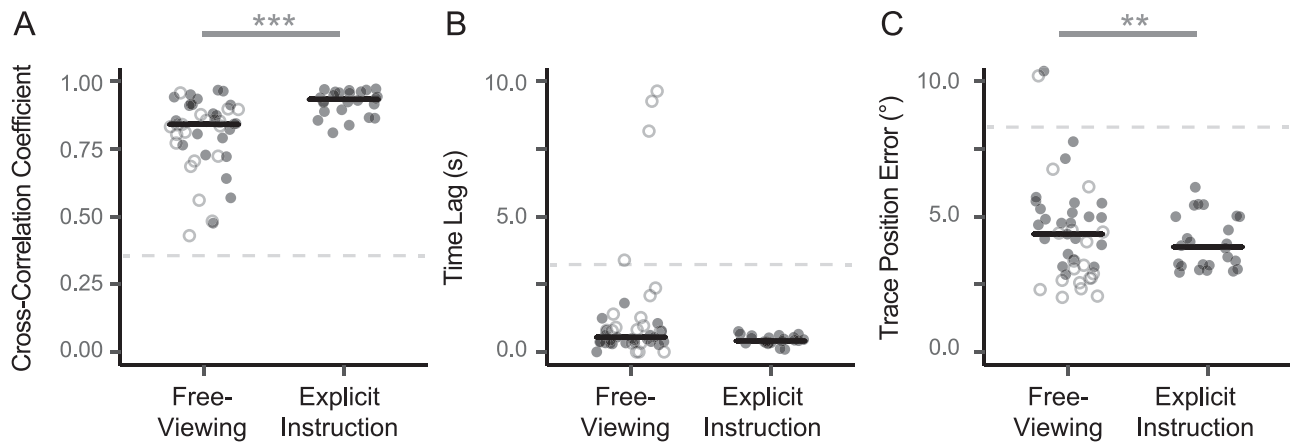 A
***
Cross-Correlation Coefficient
1.00
0.75
0.50
0.25
0.00
Free-
Viewing
Explicit
Instruction
B
Time Lag (s)
10.0
5.0
0.0
Free-
Viewing
Explicit
Instruction
C
**
Trace Position Error (°)
10.0
5.0
0.0
Free-
Viewing
Explicit
Instruction